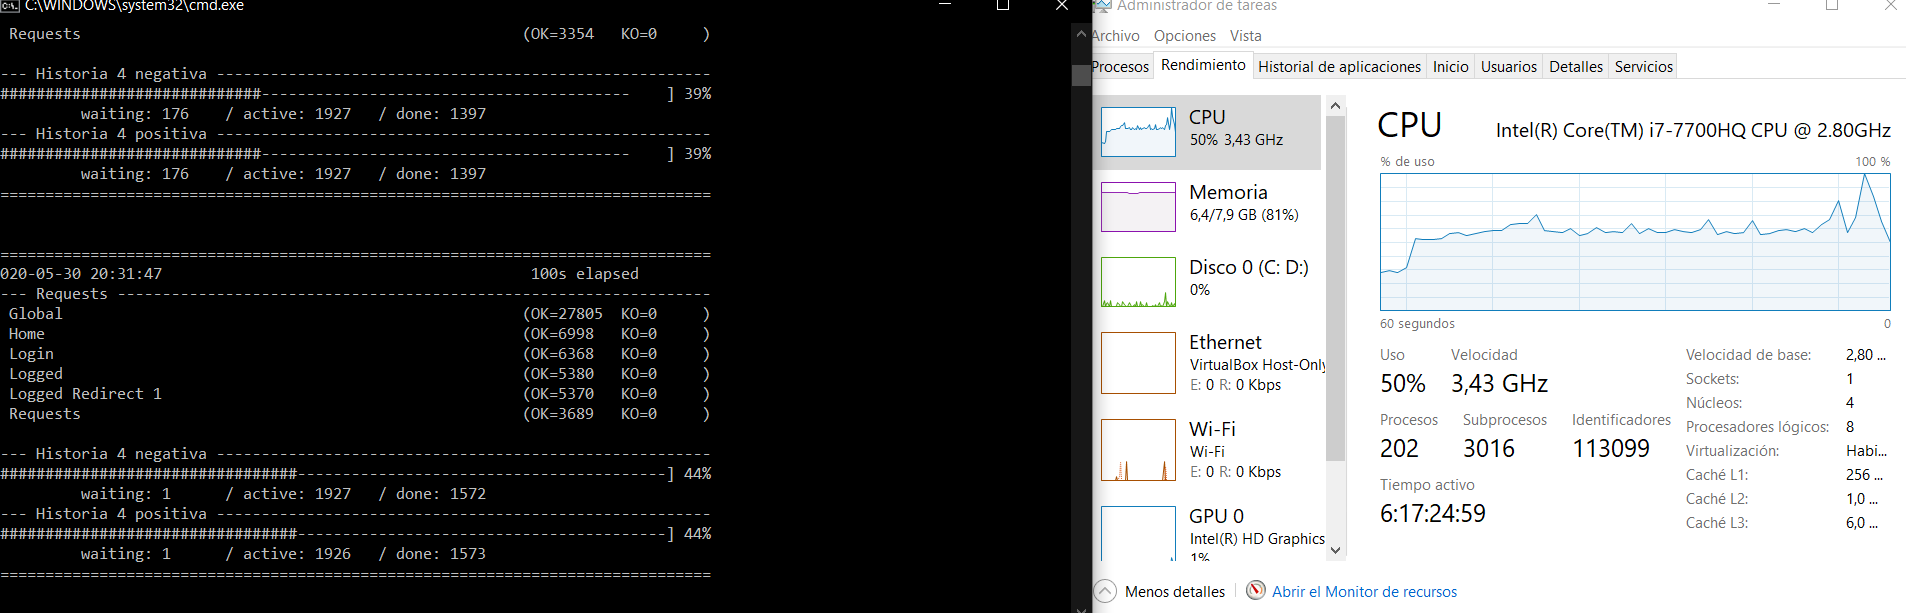 C:\WINDOWS\system32\cmd.exe
Requests (OK=3354 KO=0 )
--- Historia 4 negativa -------------------------------------------------------
#############################----------------------------------------- ] 39%
waiting: 176 / active: 1927 / done: 1397
--- Historia 4 positiva -------------------------------------------------------
#############################----------------------------------------- ] 39%
waiting: 176 / active: 1927 / done: 1397
===============================================================================
===============================================================================
020-05-30 20:31:47 100s elapsed
--- Requests ------------------------------------------------------------------
Global (OK=27805 KO=0 )
Home (OK=6998 KO=0 )
Login (OK=6368 KO=0 )
Logged (OK=5380 KO=0 )
Logged Redirect 1 (OK=5370 KO=0 )
Requests (OK=3689 KO=0 )
--- Historia 4 negativa -------------------------------------------------------
#################################-----------------------------------------] 44%
waiting: 1 / active: 1927 / done: 1572
--- Historia 4 positiva -------------------------------------------------------
#################################-----------------------------------------] 44%
waiting: 1 / active: 1926 / done: 1573
===============================================================================
Administrador de tareas
Archivo Opciones Vista
Procesos Rendimiento Historial de aplicaciones Inicio Usuarios Detalles Servicios
CPU
50% 3,43 GHz
Memoria
6,4/7,9 GB (81%)
Disco 0 (C: D:)
0%
Ethernet
VirtualBox Host-Only
E: 0 R: 0 Kbps
Wi-Fi
Wi-Fi
E: 0 R: 0 Kbps
GPU 0
Intel(R) HD Graphics
1%
CPU Intel(R) Core(TM) i7-7700HQ CPU @ 2.80GHz
% de uso 100 %
60 segundos 0
Uso Velocidad
50% 3,43 GHz
Procesos Subprocesos Identificadores
202 3016 113099
Tiempo activo
6:17:24:59
Velocidad de base: 2,80 ...
Sockets: 1
Núcleos: 4
Procesadores lógicos: 8
Virtualización: Habi...
Caché L1: 256 ...
Caché L2: 1,0 ...
Caché L3: 6,0 ...
Menos detalles Abrir el Monitor de recursos